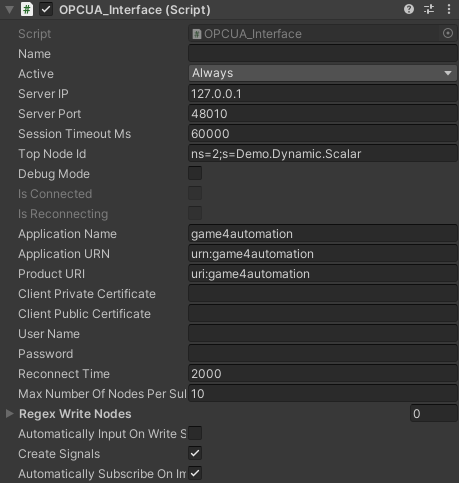 OPCUA_Interface (Script)
Script OPCUA_Interface
Name
Active Always
Server IP 127.0.0.1
Server Port 48010
Session Timeout Ms 60000
Top Node Id ns=2;s=Demo.Dynamic.Scalar
Debug Mode
Is Connected
Is Reconnecting
Application Name game4automation
Application URN urn:game4automation
Product URI uri:game4automation
Client Private Certificate
Client Public Certificate
User Name
Password
Reconnect Time 2000
Max Number Of Nodes Per Sul 10
Regex Write Nodes 0
Automatically Input On Write S
Create Signals
Automatically Subscribe On Im